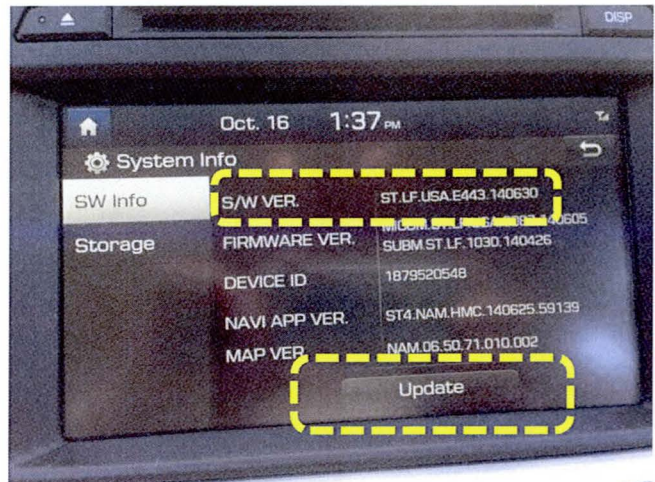 DISP
Oct. 16 1:37 PM
System Info
SW Info
S/W VER. ST.LF.USA.E443.140630
Storage
FIRMWARE VER.
SUBM.ST.LF.1030.140426
DEVICE ID 1879520548
NAVI APP VER. ST4.NAM.HMC.140625.59139
MAP VER. NAM.06.50.71.010.002
Update